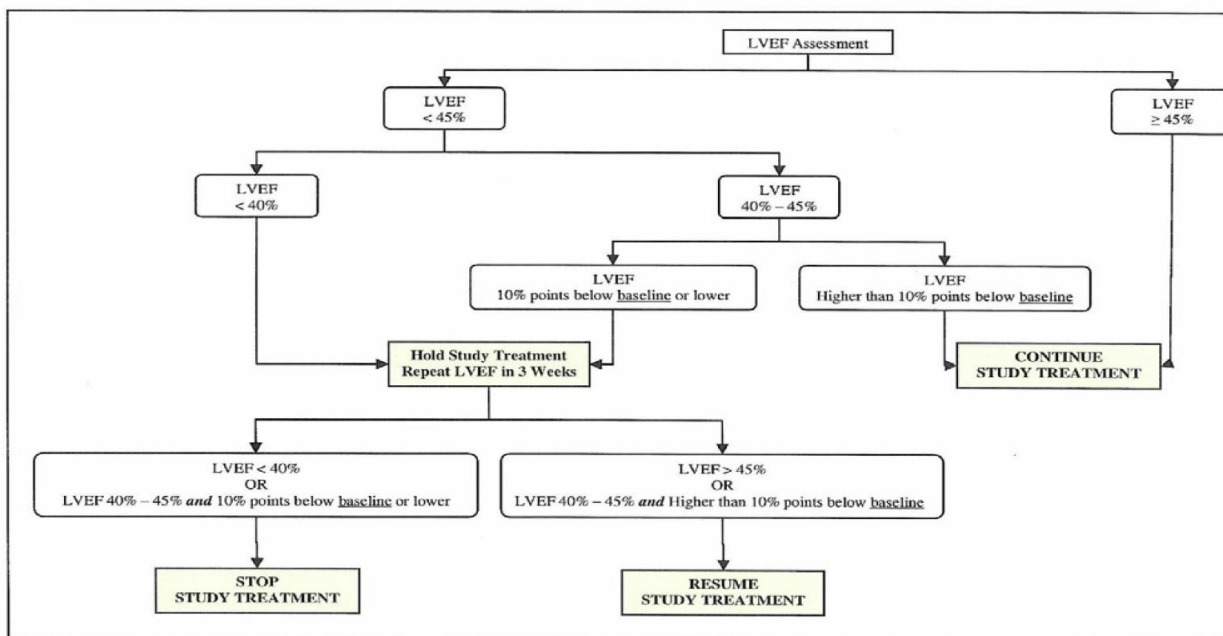 LVEF Assessment
LVEF
< 45%
LVEF
≥ 45%
LVEF
< 40%
LVEF
40% – 45%
LVEF
10% points below baseline or lower
LVEF
Higher than 10% points below baseline
Hold Study Treatment
Repeat LVEF in 3 Weeks
CONTINUE
STUDY TREATMENT
LVEF < 40%
OR
LVEF 40% – 45% and 10% points below baseline or lower
LVEF > 45%
OR
LVEF 40% – 45% and Higher than 10% points below baseline
STOP
STUDY TREATMENT
RESUME
STUDY TREATMENT